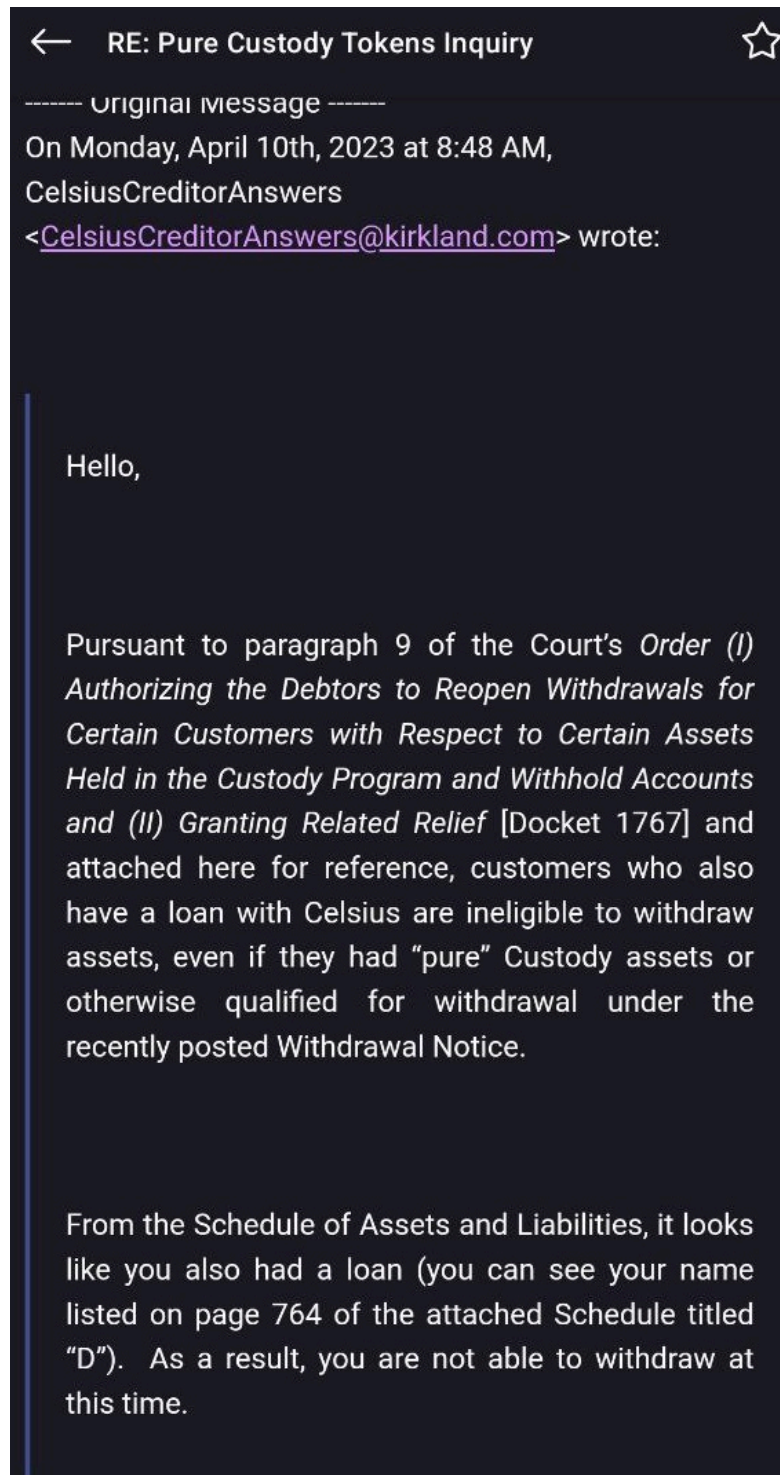 RE: Pure Custody Tokens Inquiry
------- Original Message -------
On Monday, April 10th, 2023 at 8:48 AM,
CelsiusCreditorAnswers
<CelsiusCreditorAnswers@kirkland.com> wrote:
Hello,
Pursuant to paragraph 9 of the Court’s Order (I)
Authorizing the Debtors to Reopen Withdrawals for
Certain Customers with Respect to Certain Assets
Held in the Custody Program and Withhold Accounts
and (II) Granting Related Relief [Docket 1767] and
attached here for reference, customers who also
have a loan with Celsius are ineligible to withdraw
assets, even if they had “pure” Custody assets or
otherwise qualified for withdrawal under the
recently posted Withdrawal Notice.
From the Schedule of Assets and Liabilities, it looks
like you also had a loan (you can see your name
listed on page 764 of the attached Schedule titled
“D”). As a result, you are not able to withdraw at
this time.